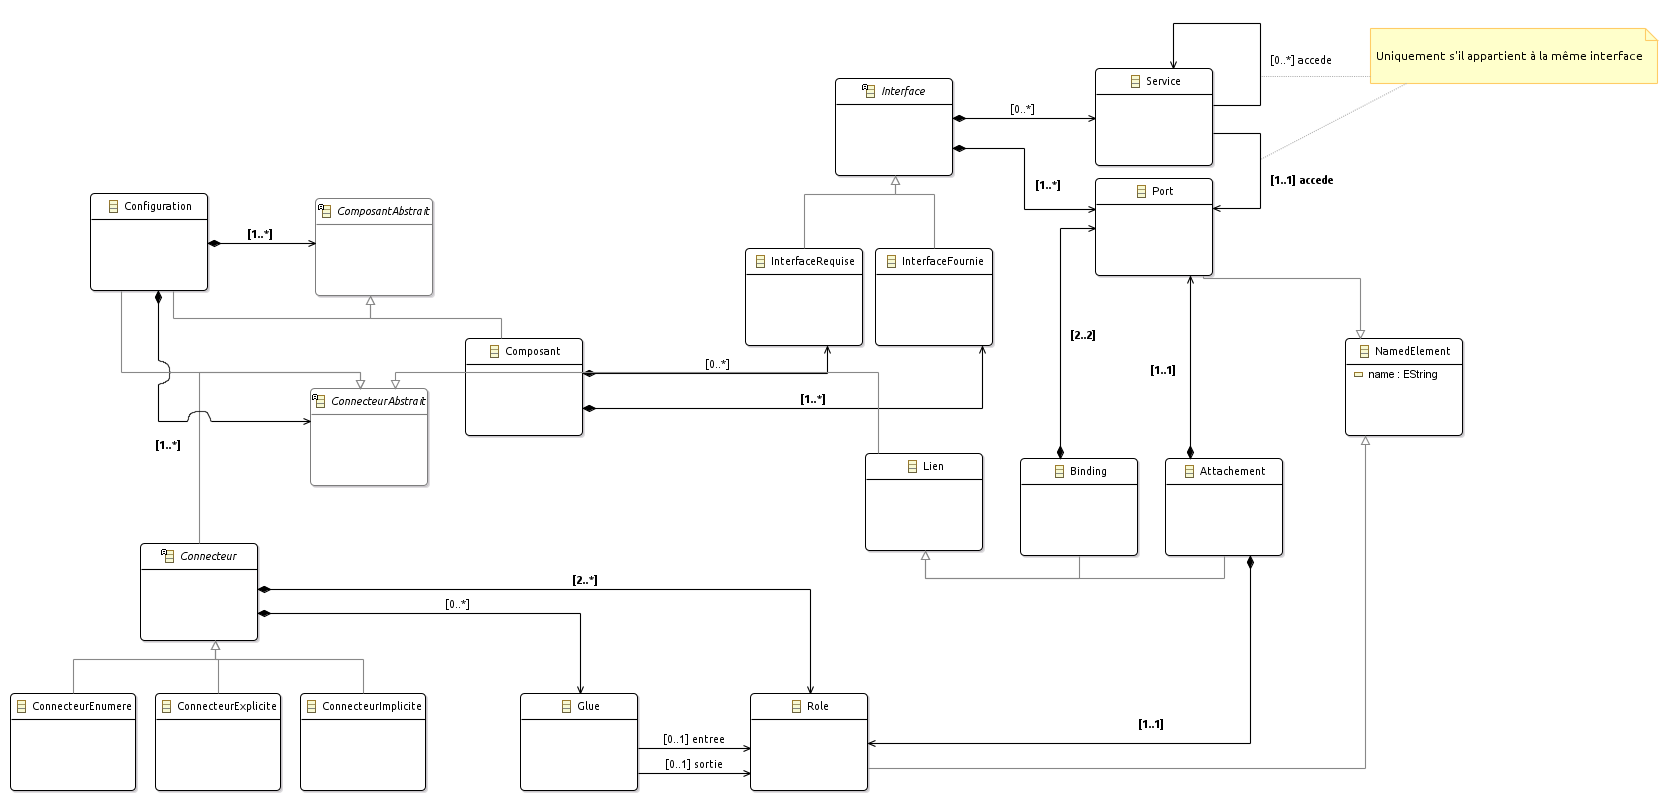 [0..*] accede
Uniquement s'il appartient à la même interface
Service
Interface
[0..*]
[1..1] accede
[1..*]
Port
Configuration
ComposantAbstrait
[1..*]
InterfaceRequise
InterfaceFournie
[2..2]
Composant
NamedElement
[0..*]
[1..1]
name : EString
ConnecteurAbstrait
[1..*]
[1..*]
Lien
Binding
Attachement
Connecteur
[2..*]
[0..*]
ConnecteurEnumere
ConnecteurExplicite
ConnecteurImplicite
Glue
Role
[1..1]
[0..1] entree
[0..1] sortie